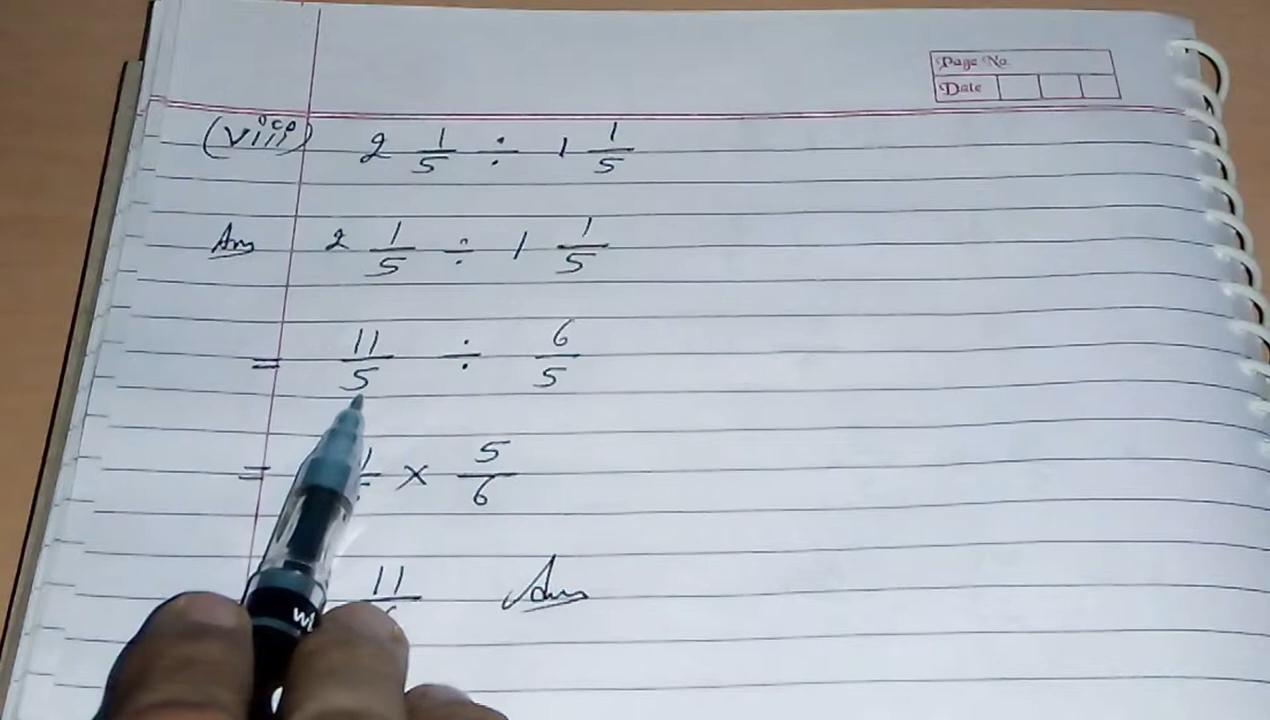 Page No.
Date
(viii) 2 1/5 ÷ 1 1/5
Ans 2 1/5 ÷ 1 1/5
= 11/5 ÷ 6/5
= × 5/6
11 Ans